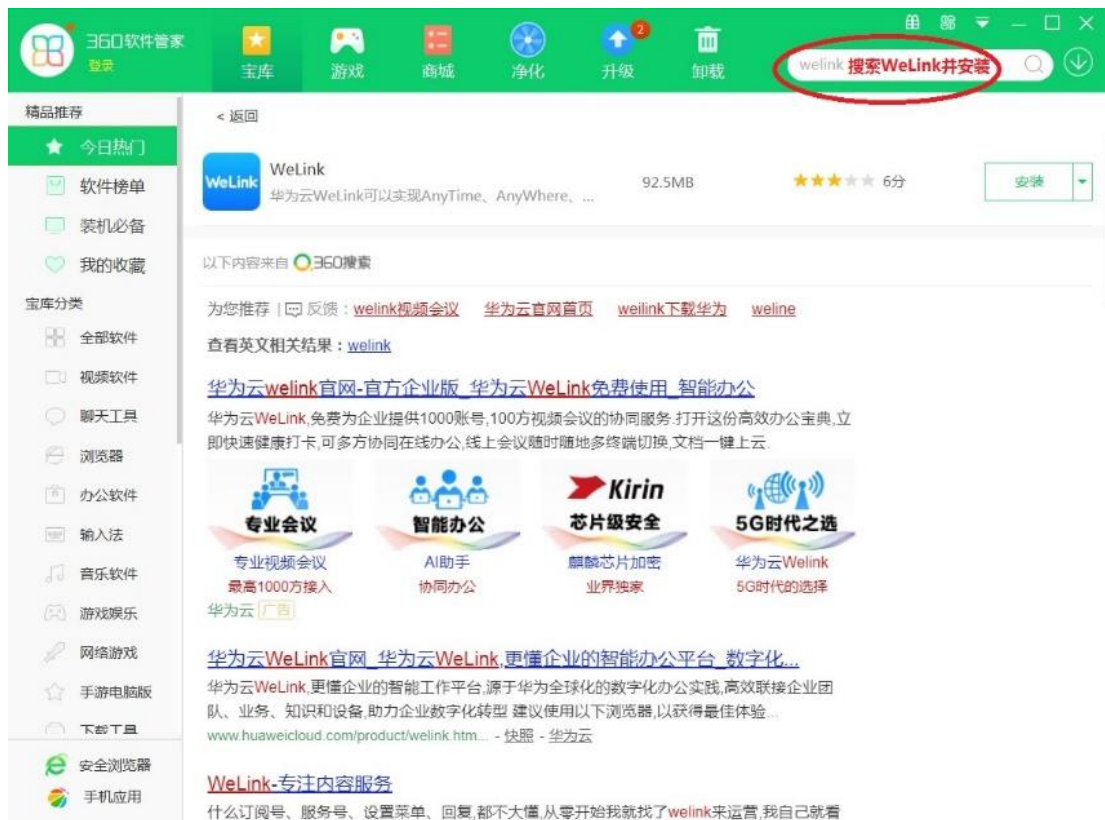 360软件管家
登录
宝库
游戏
商城
净化
升级
2
卸载
welink 搜索WeLink并安装
精品推荐
今日热门
软件榜单
装机必备
我的收藏
宝库分类
全部软件
视频软件
聊天工具
浏览器
办公软件
输入法
音乐软件
游戏娱乐
网络游戏
手游电脑版
下载工具
安全浏览器
手机应用
< 返回
WeLink
WeLink
华为云WeLink可以实现AnyTime、AnyWhere、...
92.5MB
6分
安装
以下内容来自 360搜索
为您推荐 | 反馈：welink视频会议 华为云官网首页 weilink下载华为 weline
查看英文相关结果：welink
华为云welink官网-官方企业版_华为云WeLink免费使用_智能办公
华为云WeLink,免费为企业提供1000账号,100方视频会议的协同服务.打开这份高效办公宝典,立
即快速健康打卡,可多方协同在线办公,线上会议随时随地多终端切换,文档一键上云.
专业会议
智能办公
Kirin
芯片级安全
5G时代之选
专业视频会议
AI助手
麒麟芯片加密
华为云Welink
最高1000方接入
协同办公
业界独家
5G时代的选择
华为云 广告
华为云WeLink官网_华为云WeLink,更懂企业的智能办公平台_数字化...
华为云WeLink,更懂企业的智能工作平台,源于华为全球化的数字化办公实践,高效联接企业团
队、业务、知识和设备,助力企业数字化转型 建议使用以下浏览器,以获得最佳体验...
www.huaweicloud.com/product/welink.htm... - 快照 - 华为云
WeLink-专注内容服务
什么订阅号、服务号、设置菜单、回复,都不大懂,从零开始我就找了welink来运营,我自己就看